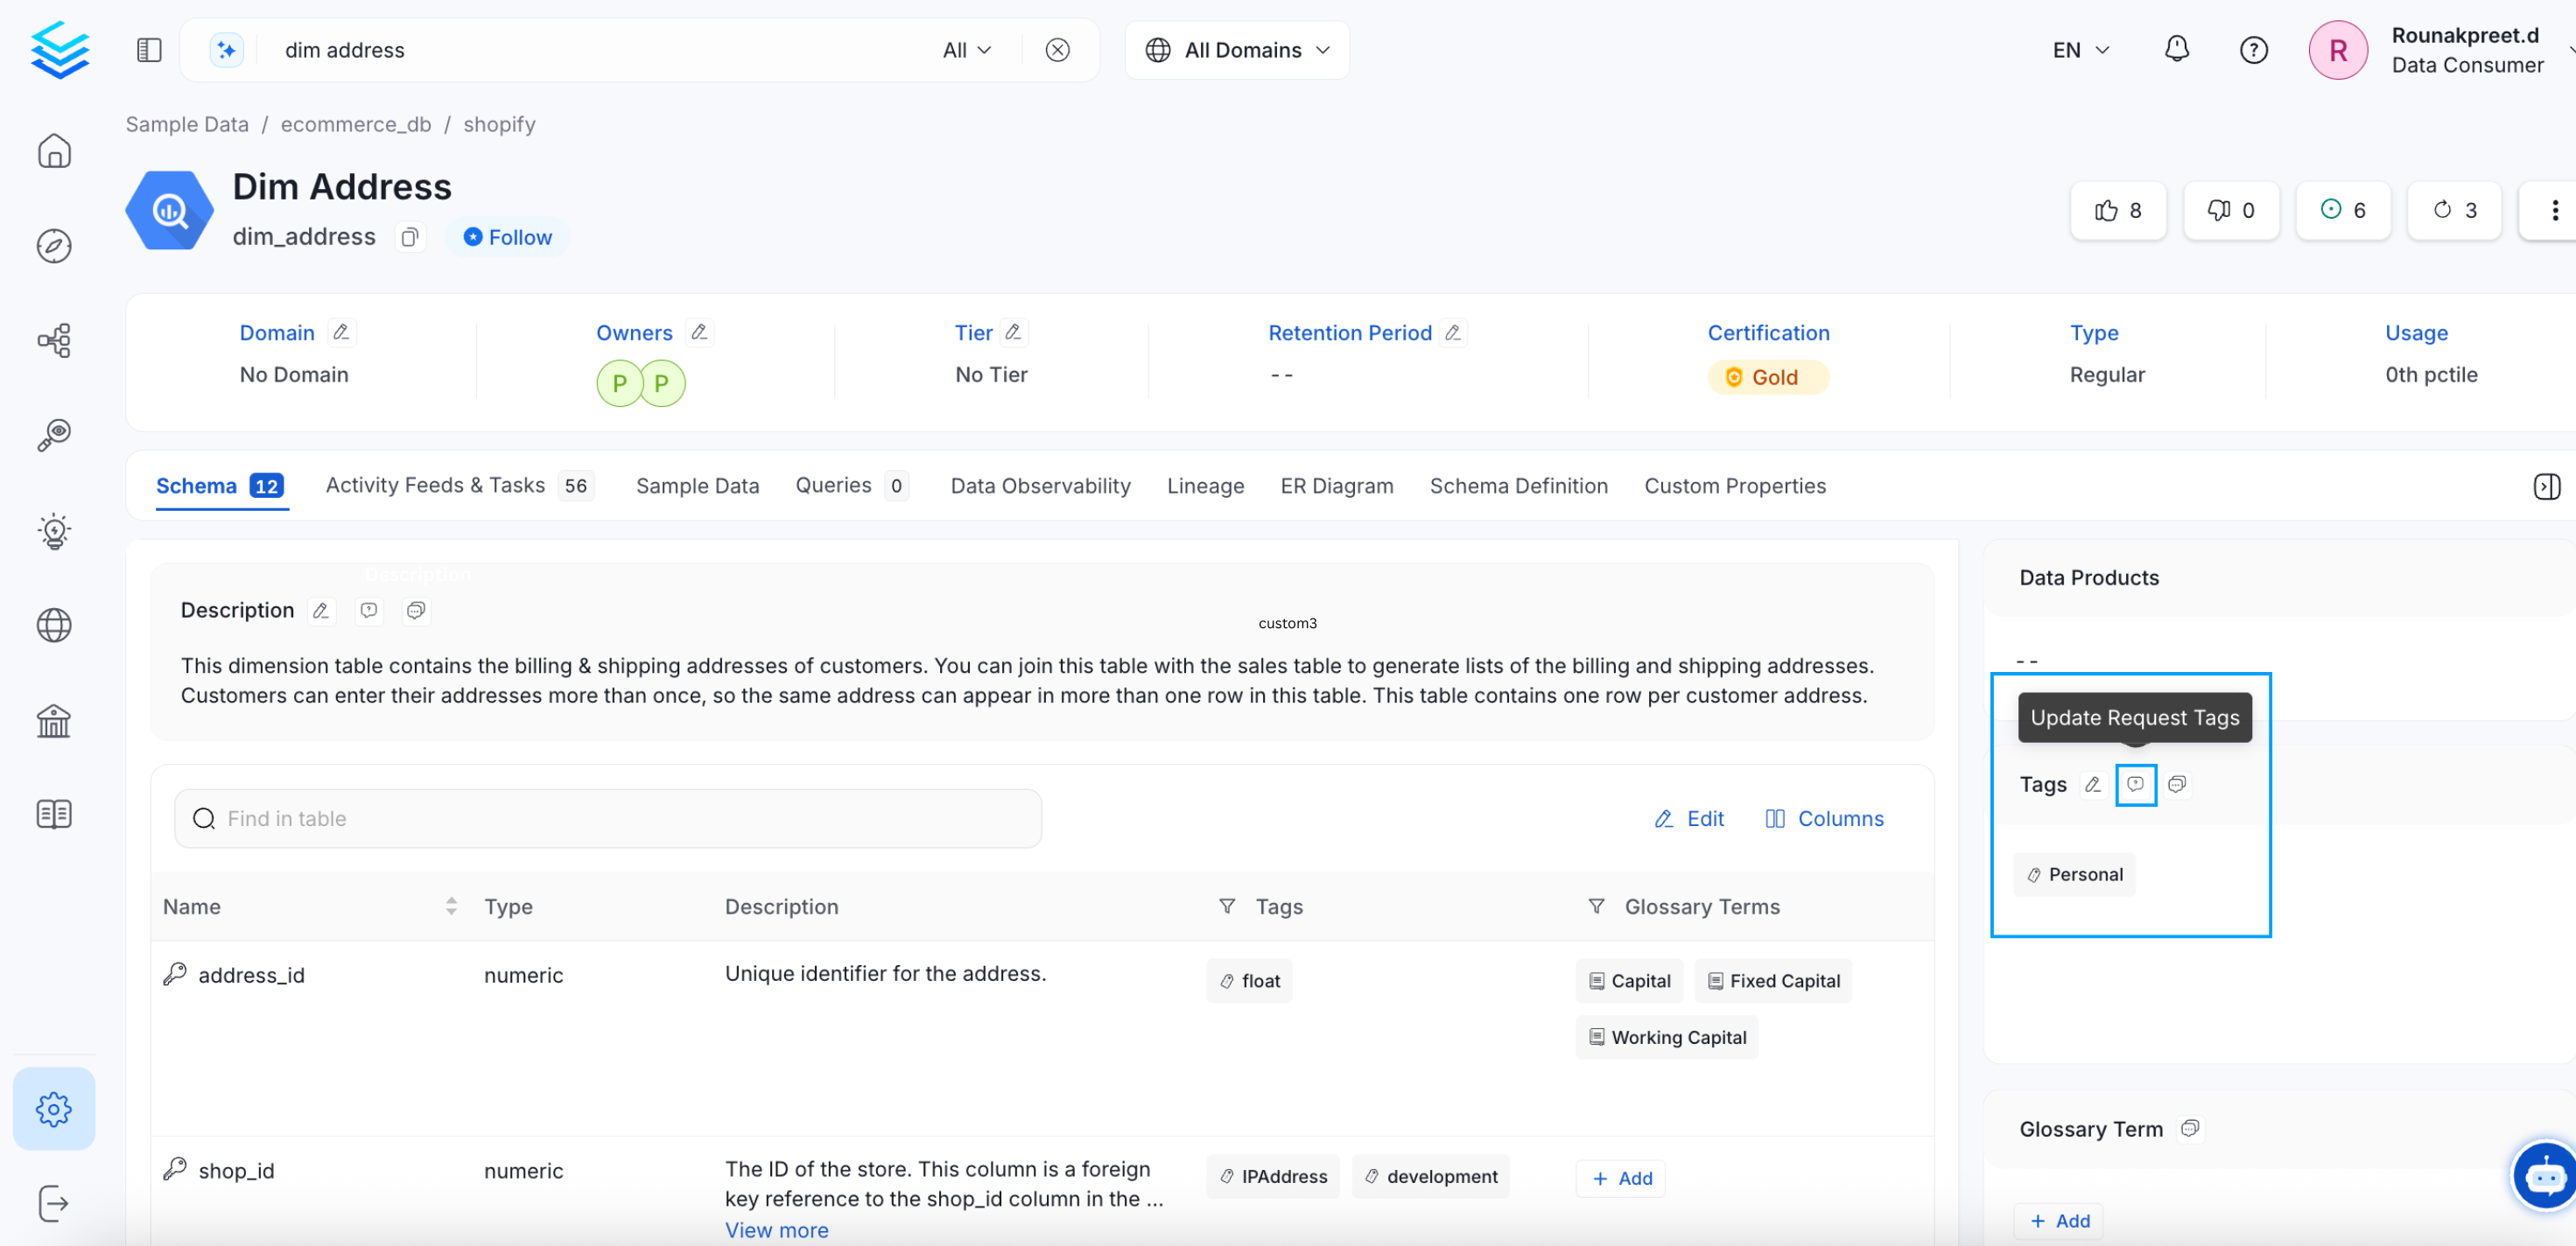 dim address
All
All Domains
EN
R
Rounakpreet.d
Data Consumer
Sample Data / ecommerce_db / shopify
Dim Address
dim_address
Follow
8
0
6
3
Domain
No Domain
Owners
P P
Tier
No Tier
Retention Period
--
Certification
Gold
Type
Regular
Usage
0th pctile
Schema 12
Activity Feeds & Tasks 56
Sample Data
Queries 0
Data Observability
Lineage
ER Diagram
Schema Definition
Custom Properties
Description
Description
custom3
This dimension table contains the billing & shipping addresses of customers. You can join this table with the sales table to generate lists of the billing and shipping addresses.
Customers can enter their addresses more than once, so the same address can appear in more than one row in this table. This table contains one row per customer address.
Find in table
Edit
Columns
Name Type Description Tags Glossary Terms
address_id numeric Unique identifier for the address. float Capital Fixed Capital
Working Capital
shop_id numeric The ID of the store. This column is a foreign IPAddress development + Add
key reference to the shop_id column in the ...
View more
Data Products
--
Update Request Tags
Tags
Personal
Glossary Term
+ Add